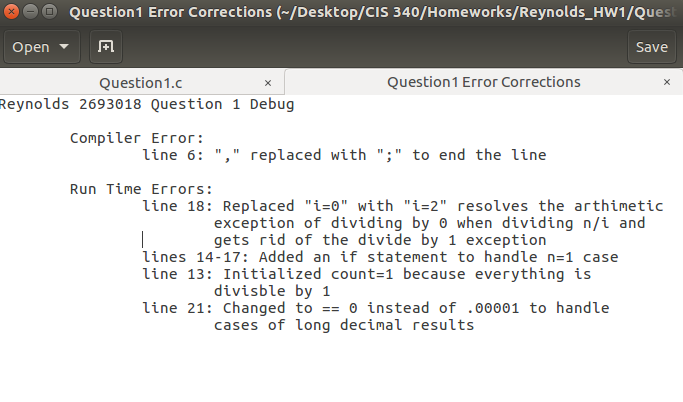 Question1 Error Corrections (~/Desktop/CIS 340/Homeworks/Reynolds_HW1/Quest
Open Save
Question1.c × Question1 Error Corrections ×
Reynolds 2693018 Question 1 Debug
Compiler Error:
line 6: "," replaced with ";" to end the line
Run Time Errors:
line 18: Replaced "i=0" with "i=2" resolves the arthimetic
exception of dividing by 0 when dividing n/i and
gets rid of the divide by 1 exception
lines 14-17: Added an if statement to handle n=1 case
line 13: Initialized count=1 because everything is
divisble by 1
line 21: Changed to == 0 instead of .00001 to handle
cases of long decimal results